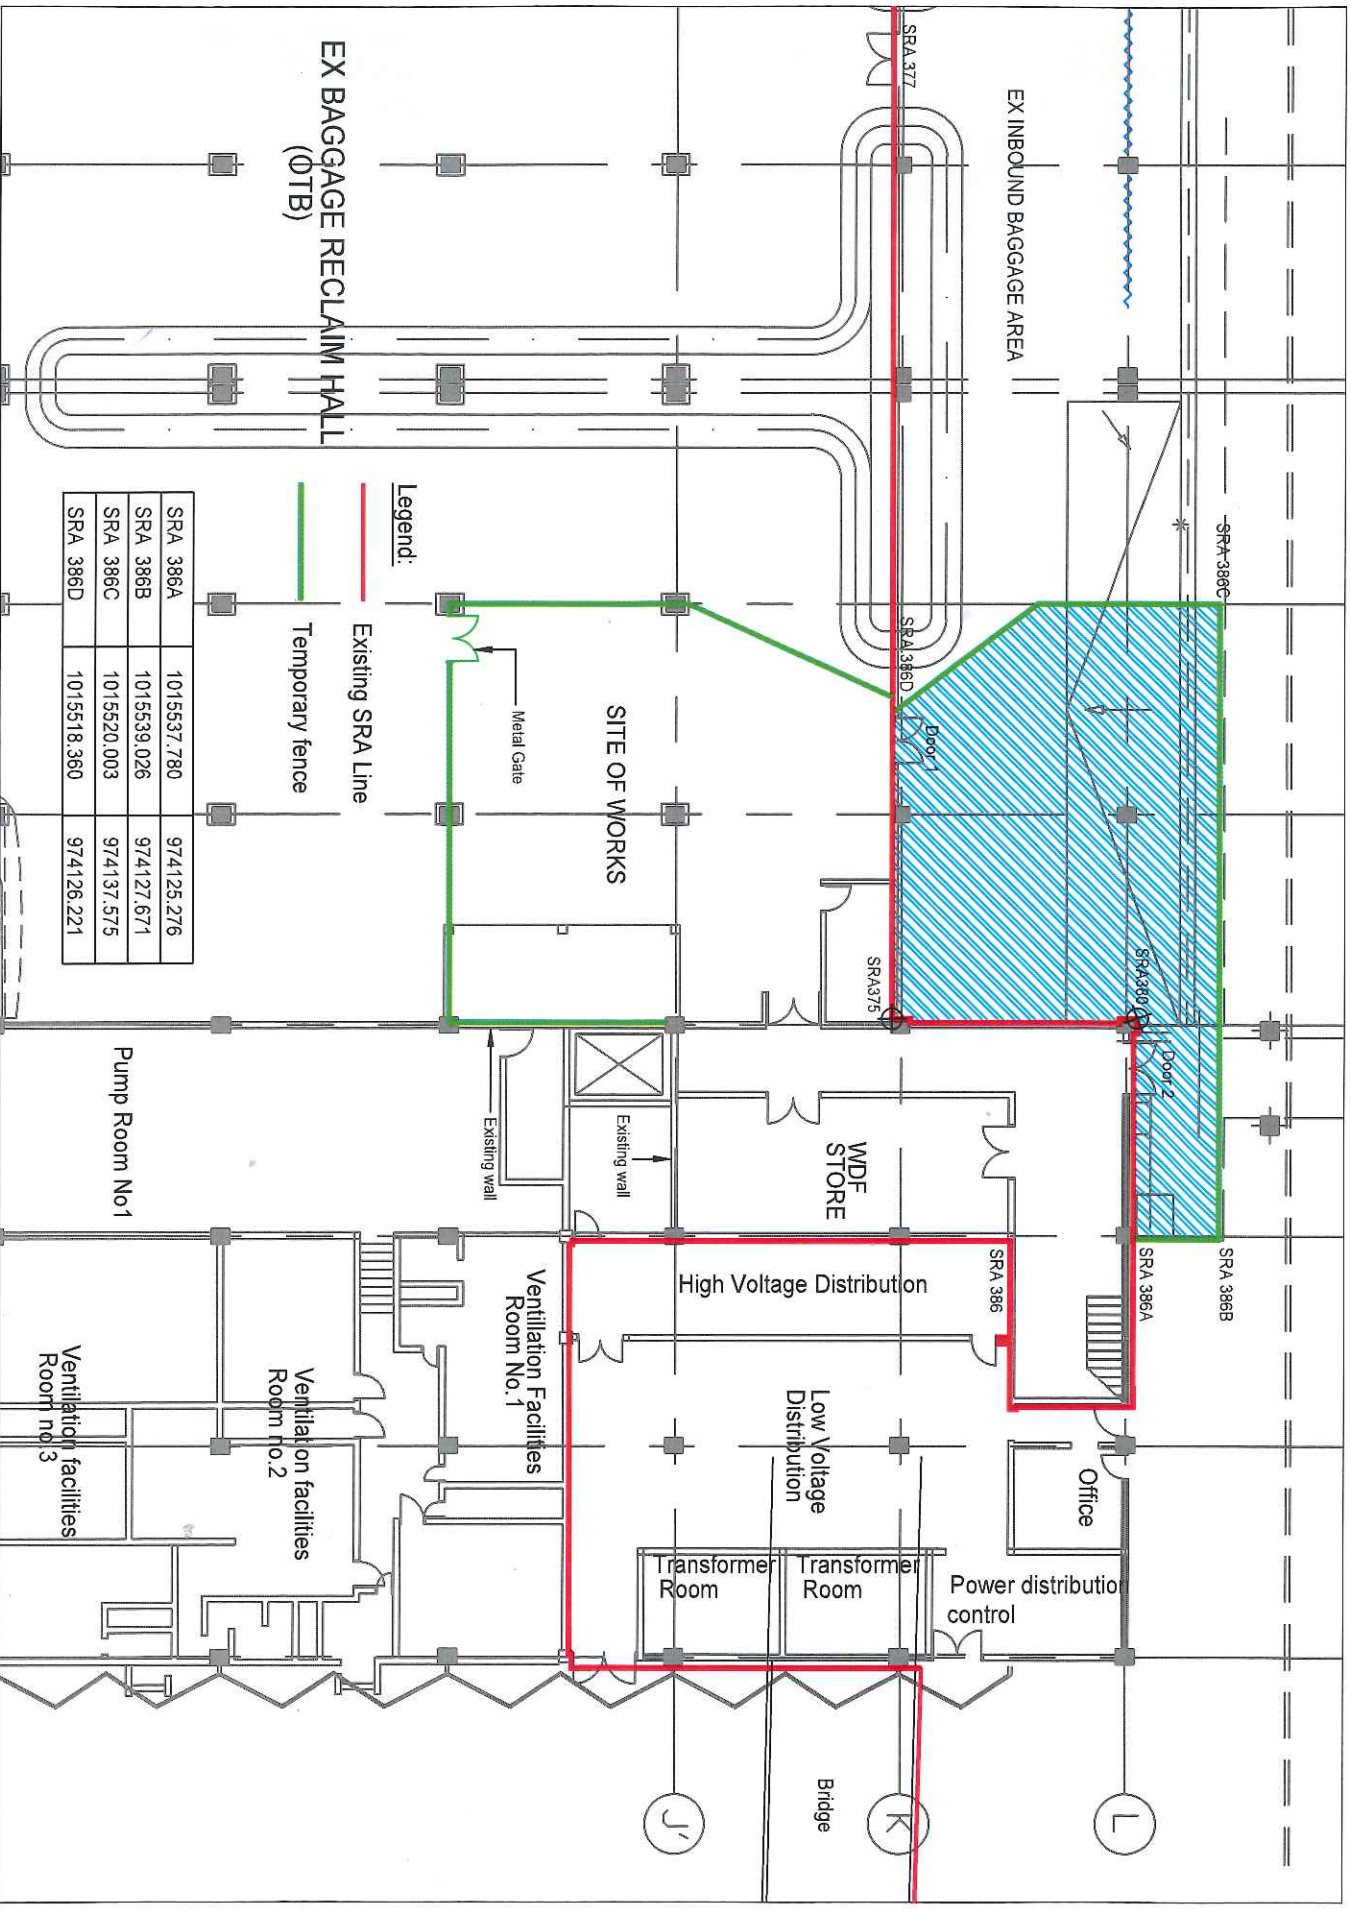 SRA 377
EX INBOUND BAGGAGE AREA
EX BAGGAGE RECLAIM HALL
(OTB)
SRA 386C
SRA 386D
Door 1
SRA380
SRA375
Door 2
SRA 386B
SRA 386A
SRA 386
Legend:
Existing SRA Line
Temporary fence
Metal Gate
SITE OF WORKS
SRA 386A 1015537.780 974125.276
SRA 386B 1015539.026 974127.671
SRA 386C 1015520.003 974137.575
SRA 386D 1015518.360 974126.221
Existing wall
Existing wall
WDF
STORE
Pump Room No1
High Voltage Distribution
Low Voltage
Distribution
Ventillation Facilities
Room No.1
Ventilation facilities
Room no.2
Ventilation facilities
Room no.3
Office
Transformer
Room
Transformer
Room
Power distribution
control
Bridge
J'
K
L